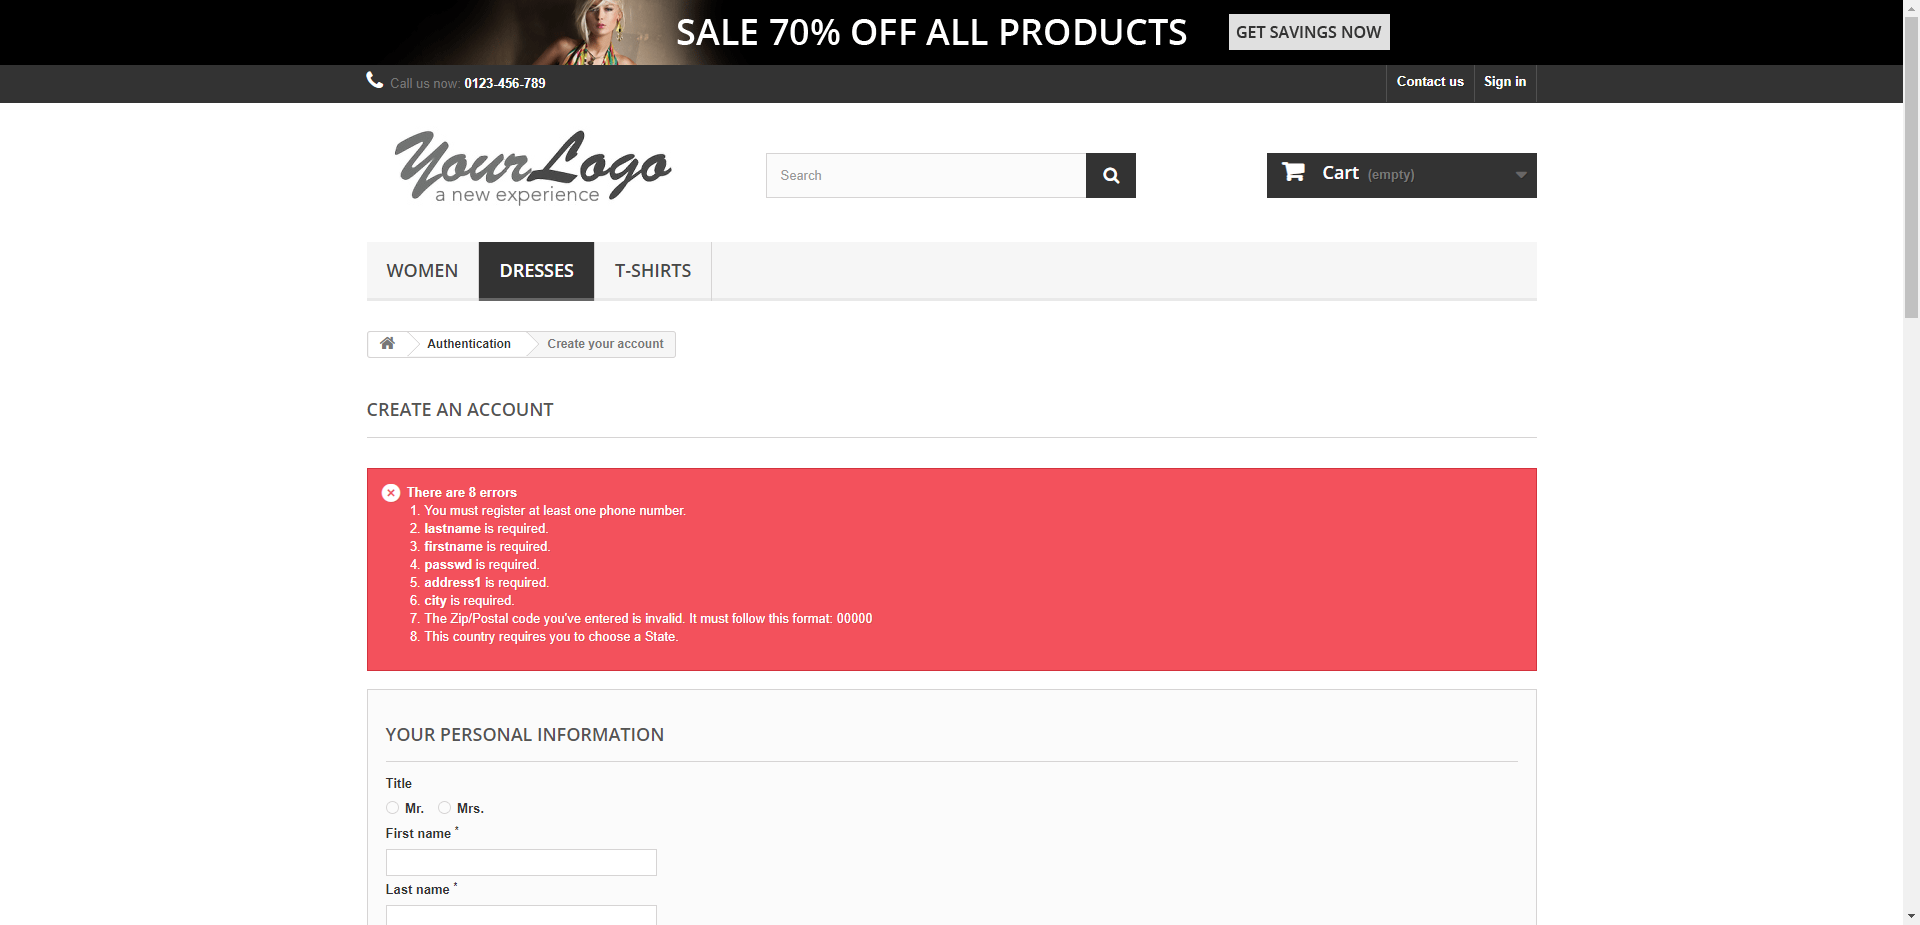 SALE 70% OFF ALL PRODUCTS GET SAVINGS NOW
Call us now: 0123-456-789 Contact us Sign in
Your Logo
a new experience
Search
Cart (empty)
WOMEN DRESSES T-SHIRTS
Authentication Create your account
CREATE AN ACCOUNT
There are 8 errors
1. You must register at least one phone number.
2. lastname is required.
3. firstname is required.
4. passwd is required.
5. address1 is required.
6. city is required.
7. The Zip/Postal code you've entered is invalid. It must follow this format: 00000
8. This country requires you to choose a State.
YOUR PERSONAL INFORMATION
Title
Mr. Mrs.
First name *
Last name *